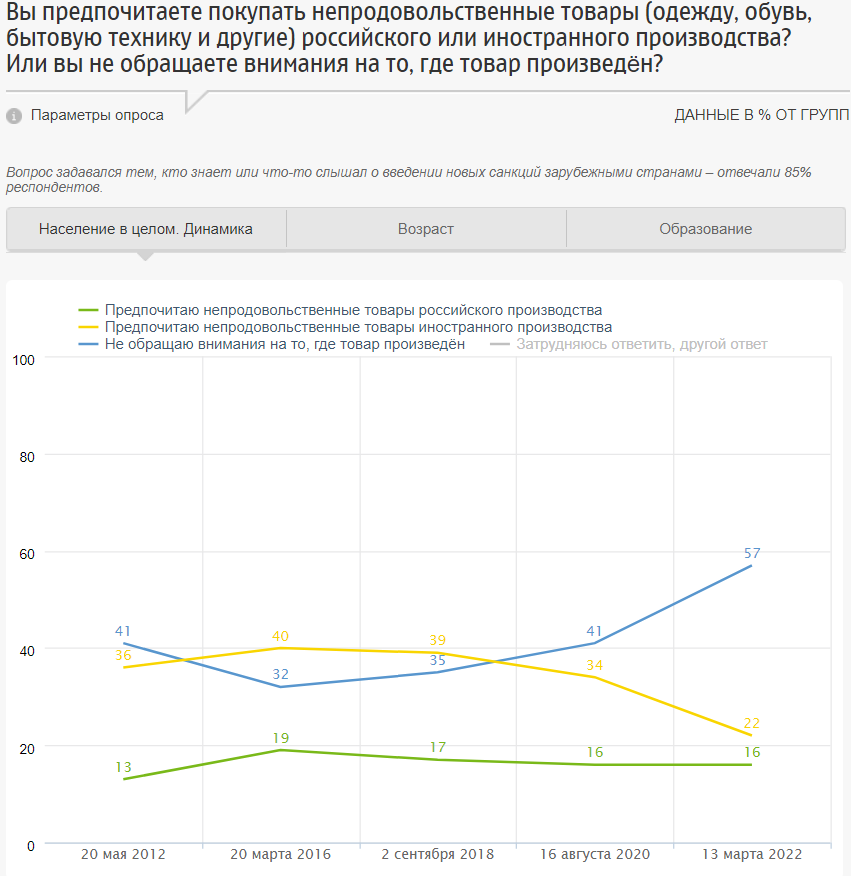 Вы предпочитаете покупать непродовольственные товары (одежду, обувь,
бытовую технику и другие) российского или иностранного производства?
Или вы не обращаете внимания на то, где товар произведён?
Параметры опроса
ДАННЫЕ В % ОТ ГРУПП
Вопрос задавался тем, кто знает или что-то слышал о введении новых санкций зарубежными странами – отвечали 85%
респондентов.
Население в целом. Динамика
Возраст
Образование
Предпочитаю непродовольственные товары российского производства
Предпочитаю непродовольственные товары иностранного производства
Не обращаю внимания на то, где товар произведён
Затрудняюсь ответить, другой ответ
100
80
60
40
20
0
41
32
35
41
57
36
40
39
34
22
13
19
17
16
16
20 мая 2012
20 марта 2016
2 сентября 2018
16 августа 2020
13 марта 2022